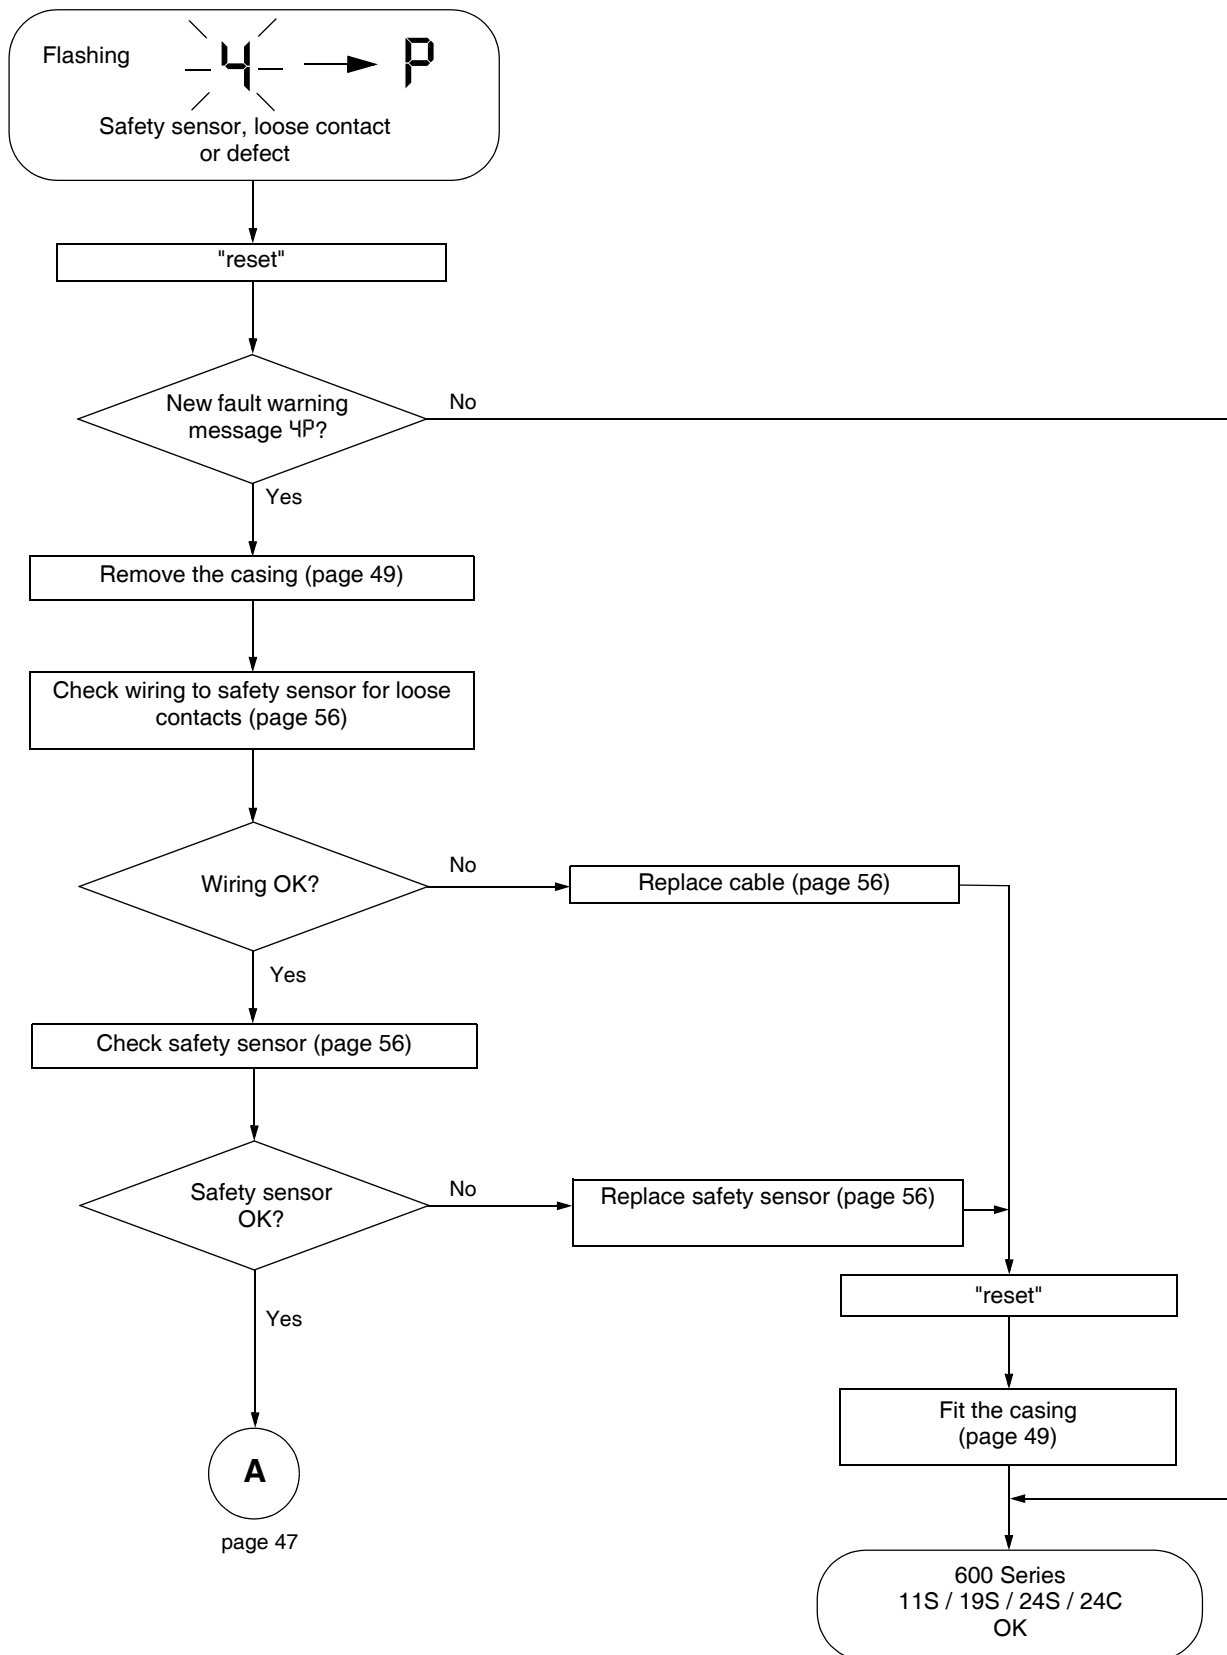 Flashing
4 P
Safety sensor, loose contact
or defect
"reset"
New fault warning
message 4P?
No
Yes
Remove the casing (page 49)
Check wiring to safety sensor for loose
contacts (page 56)
Wiring OK?
No
Replace cable (page 56)
Yes
Check safety sensor (page 56)
Safety sensor
OK?
No
Replace safety sensor (page 56)
Yes
"reset"
Fit the casing
(page 49)
A
page 47
600 Series
11S / 19S / 24S / 24C
OK